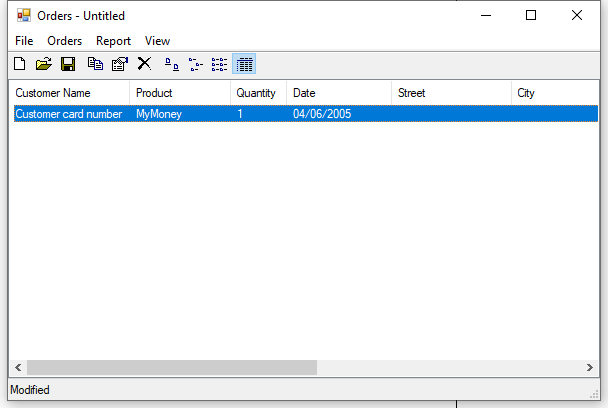 Orders - Untitled
File Orders Report View
Customer Name Product Quantity Date Street City
Customer card number MyMoney 1 04/06/2005
Modified